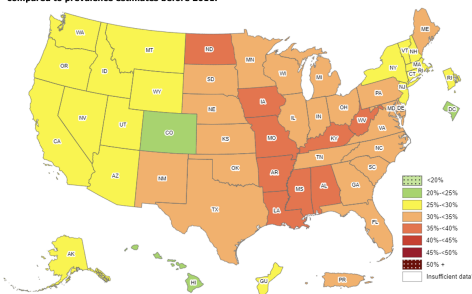 compared to prevalence estimates before 2011.
WA
ND
ME
MT
MN
OR
VT
NH
ID
SD
WI
NY
MA
WY
MI
CT
RI
RI
IA
PA
NJ
NE
OH
NV
IL
IN
MD
DE
DC
UT
CO
WV
CA
KS
MO
KY
VA
NC
TN
AZ
NM
OK
AR
SC
MS
AL
GA
TX
LA
FL
AK
HI
GU
PR
<20%
20%-<25%
25%-<30%
30%-<35%
35%-<40%
40%-<45%
45%-<50%
50% +
Insufficient data